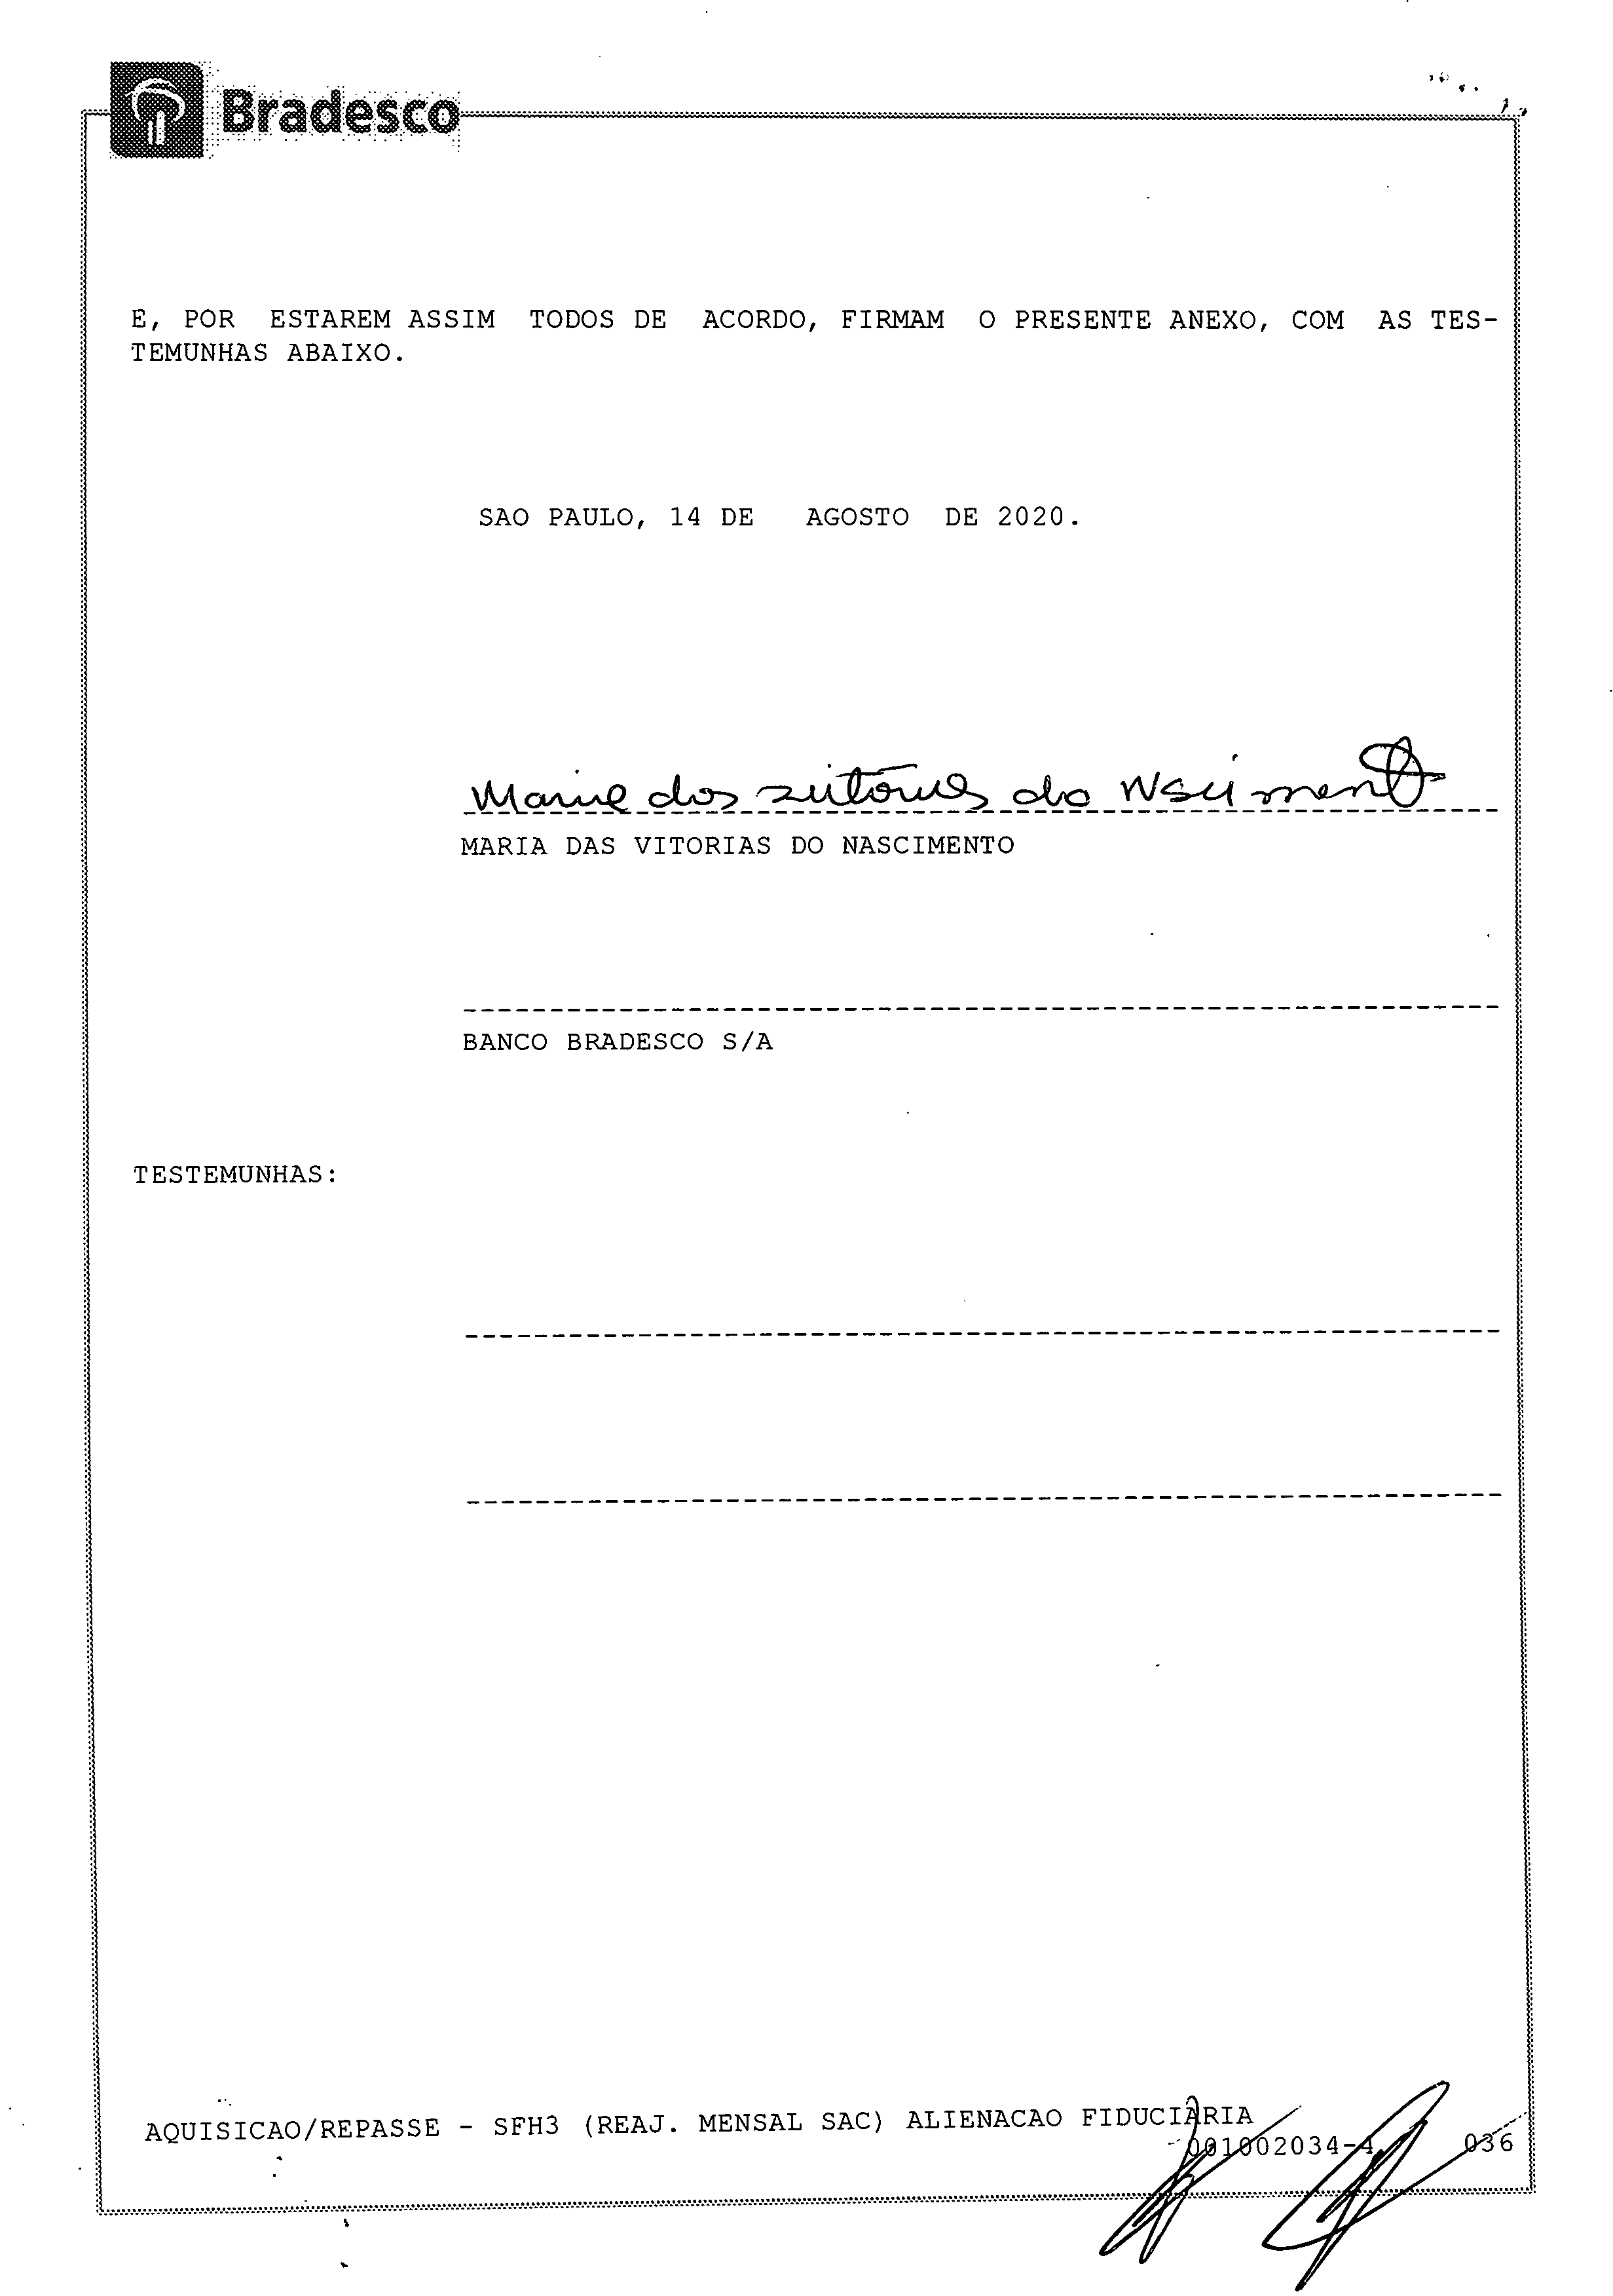 Bradesco
E, POR ESTAREM ASSIM TODOS DE ACORDO, FIRMAM O PRESENTE ANEXO, COM AS TES-
TEMUNHAS ABAIXO.
SAO PAULO, 14 DE AGOSTO DE 2020.
Maria das Vitorias do Nascimento
MARIA DAS VITORIAS DO NASCIMENTO
BANCO BRADESCO S/A
TESTEMUNHAS:
AQUISICAO/REPASSE - SFH3 (REAJ. MENSAL SAC) ALIENACAO FIDUCIARIA
001002034-4 036